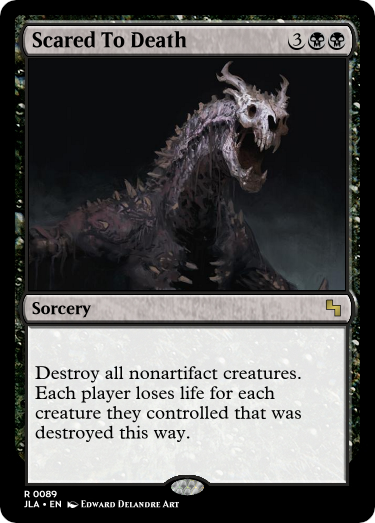 Scared To Death 3
Sorcery
Destroy all nonartifact creatures.
Each player loses life for each
creature they controlled that was
destroyed this way.
R 0089
JLA • EN Edward Delandre Art